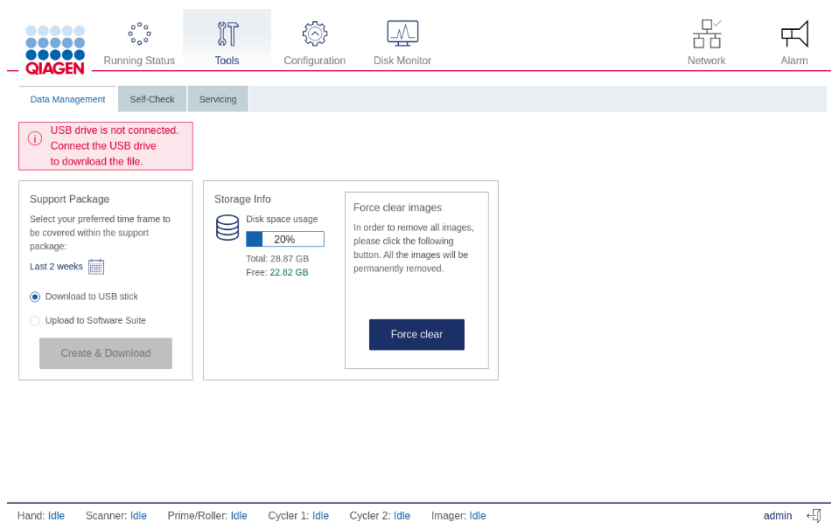 QIAGEN
Running Status
Tools
Configuration
Disk Monitor
Network
Alarm
Data Management
Self-Check
Servicing
USB drive is not connected.
Connect the USB drive
to download the file.
Support Package
Select your preferred time frame to
be covered within the support
package:
Last 2 weeks
Download to USB stick
Upload to Software Suite
Create & Download
Storage Info
Disk space usage
20%
Total: 28.87 GB
Free: 22.82 GB
Force clear images
In order to remove all images,
please click the following
button. All the images will be
permanently removed.
Force clear
Hand: Idle
Scanner: Idle
Prime/Roller: Idle
Cycler 1: Idle
Cycler 2: Idle
Imager: Idle
admin